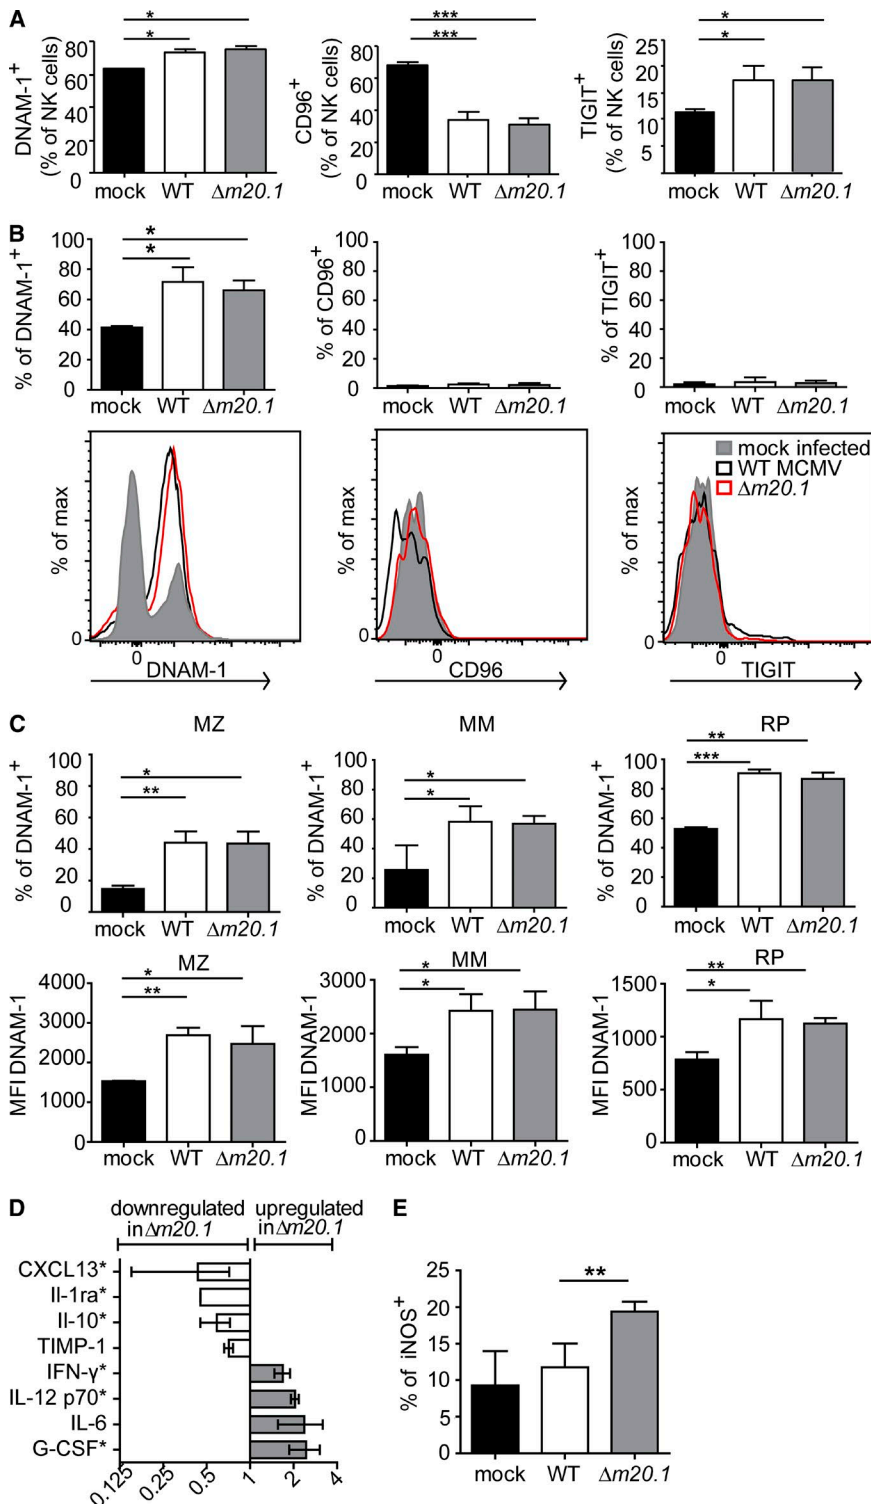 A
* * *** *** * *
DNAM-1+ (% of NK cells)
80 60 40 20 0
mock WT Δm20.1
CD96+ (% of NK cells)
80 60 40 20 0
mock WT Δm20.1
TIGIT+ (% of NK cells)
25 20 15 10 5
mock WT Δm20.1
B
* *
% of DNAM-1+
100 80 60 40 20 0
mock WT Δm20.1
% of CD96+
100 80 60 40 20 0
mock WT Δm20.1
% of TIGIT+
100 80 60 40 20 0
mock WT Δm20.1
% of max
0
0
DNAM-1
% of max
0
0
CD96
% of max
0
0
TIGIT
mock infected
WT MCMV
Δm20.1
C
MZ
* **
% of DNAM-1+
100 80 60 40 20 0
mock WT Δm20.1
MM
* *
% of DNAM-1+
100 80 60 40 20 0
mock WT Δm20.1
RP
** ***
% of DNAM-1+
100 80 60 40 20 0
mock WT Δm20.1
MZ
* **
MFI DNAM-1
4000 3000 2000 1000 0
mock WT Δm20.1
MM
* *
MFI DNAM-1
3000 2000 1000 0
mock WT Δm20.1
RP
** *
MFI DNAM-1
1500 1000 500 0
mock WT Δm20.1
D
downregulated
in Δm20.1
upregulated
in Δm20.1
CXCL13*
Il-1ra*
Il-10*
TIMP-1
IFN-γ*
IL-12 p70*
IL-6
G-CSF*
0.125 0.25 0.5 1 2 4
E
**
% of iNOS+
25 20 15 10 5 0
mock WT Δm20.1